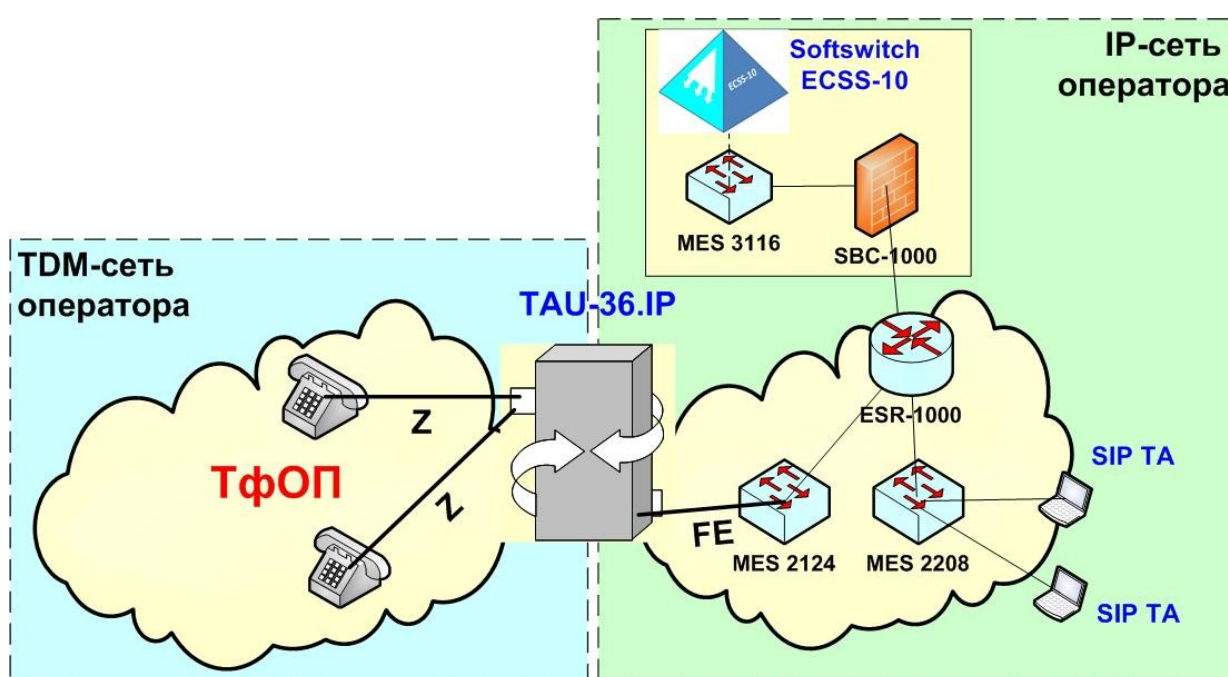 Softswitch
ECSS-10
ECSS-10
IP-сеть
оператора
MES 3116
SBC-1000
TDM-сеть
оператора
TAU-36.IP
ESR-1000
Z
ТфОП
Z
FE
SIP TA
MES 2124
MES 2208
SIP TA